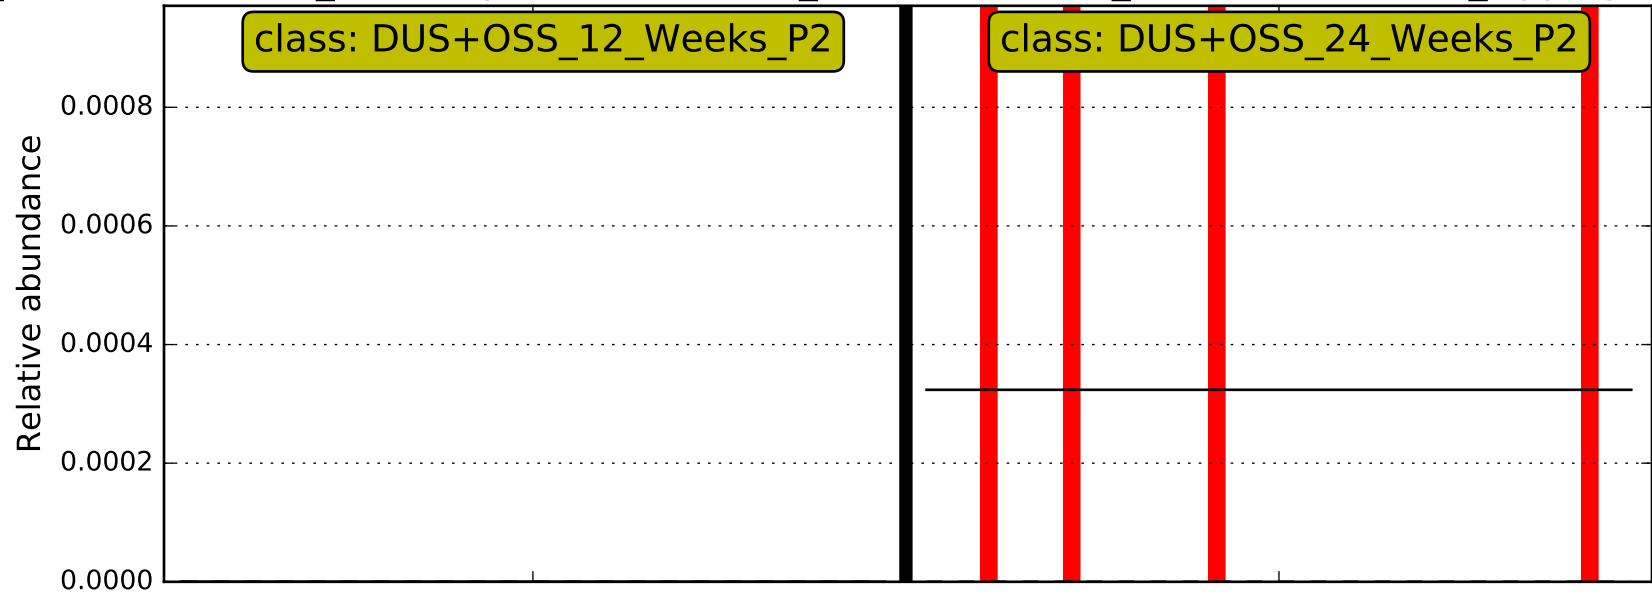 class: DUS+OSS_12_Weeks_P2
class: DUS+OSS_24_Weeks_P2
Relative abundance
0.0008
0.0006
0.0004
0.0002
0.0000